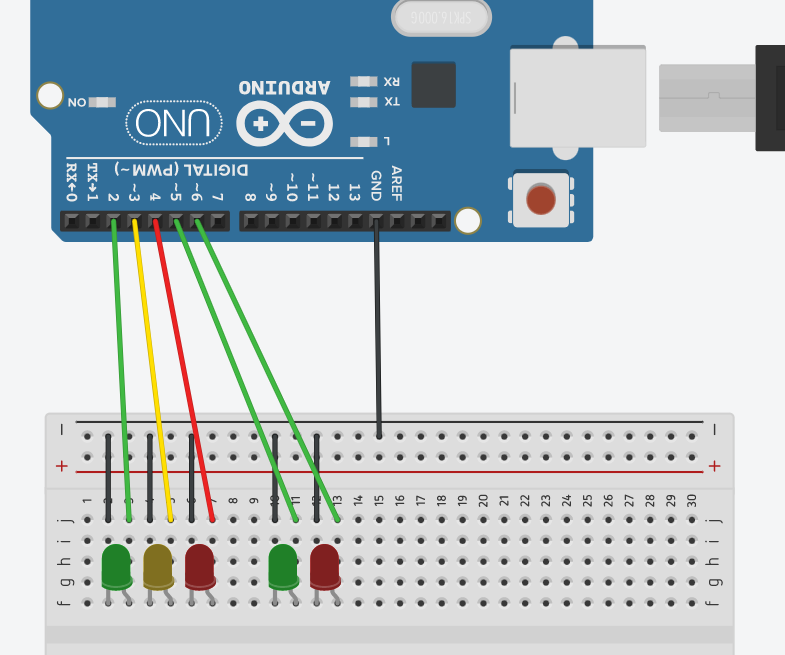 SPK16.000G
ON
UNO
ARDUINO
RX
TX
L
DIGITAL (PWM~)
RX←0
TX→1
2
~3
4
~5
~6
7
8
~9
~10
~11
12
13
GND
AREF
− −
+ +
1 2 3 4 5 6 7 8 9 10 11 12 13 14 15 16 17 18 19 20 21 22 23 24 25 26 27 28 29 30
j j
i i
h h
g g
f f